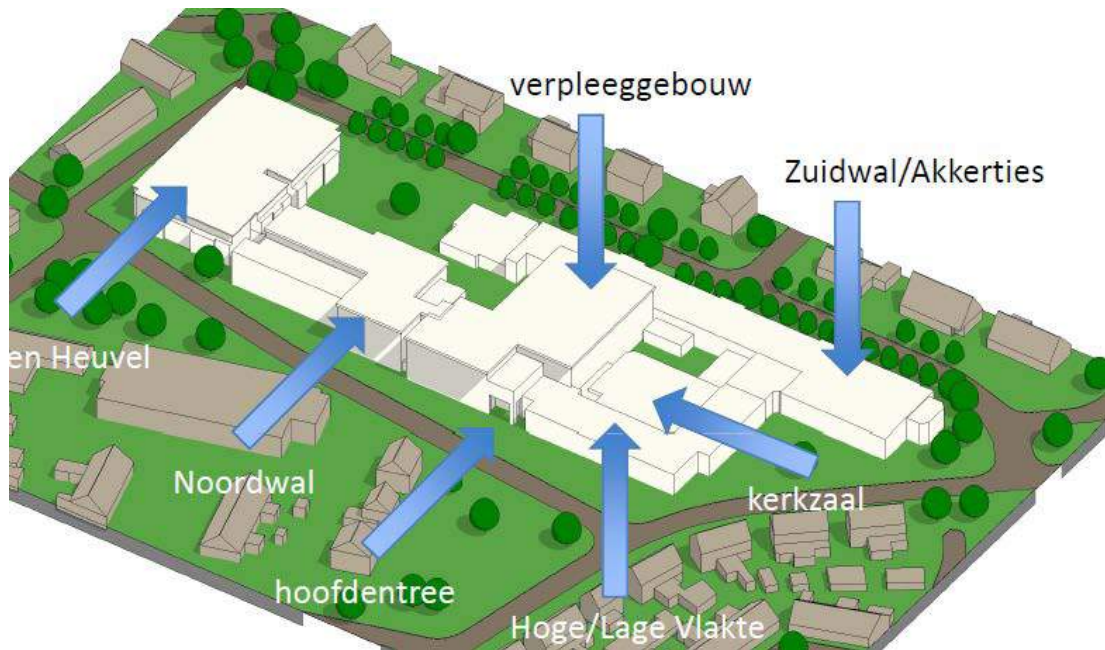 verpleeggebouw
Zuidwal/Akkerties
en Heuvel
Noordwal
kerkzaal
hoofdentree
Hoge/Lage Vlakte